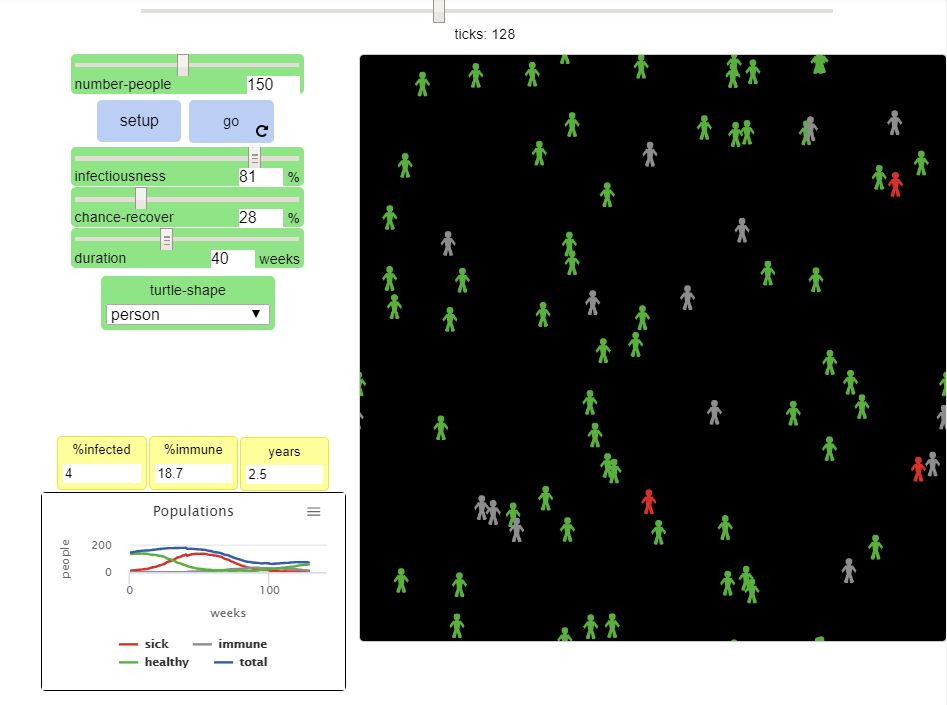 ticks: 128
number-people 150
setup go
infectiousness 81 %
chance-recover 28 %
duration 40 weeks
turtle-shape
person
%infected %immune years
4 18.7 2.5
Populations
people
200
0
0 100
weeks
sick immune
healthy total